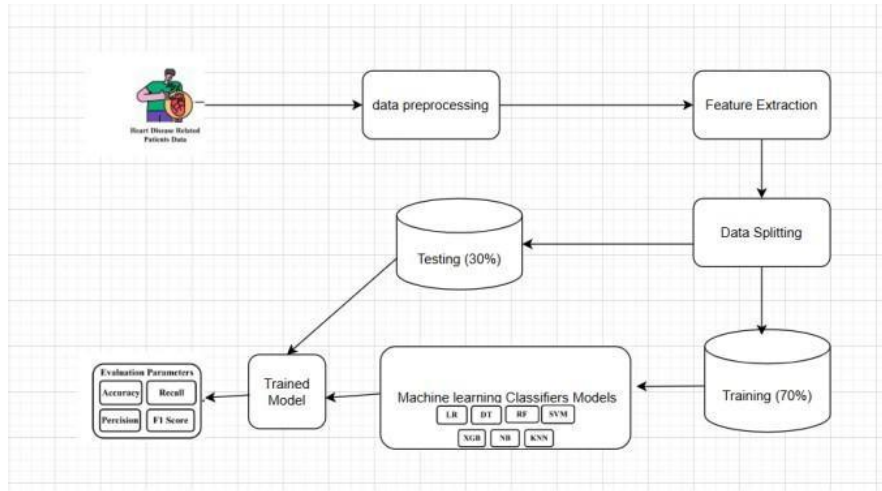 Heart Disease Related
Patients Data
data preprocessing
Feature Extraction
Data Splitting
Testing (30%)
Training (70%)
Machine learning Classifiers Models
LR DT RF SVM
XGB NB KNN
Trained
Model
Evaluation Parameters
Accuracy Recall
Percision F1 Score